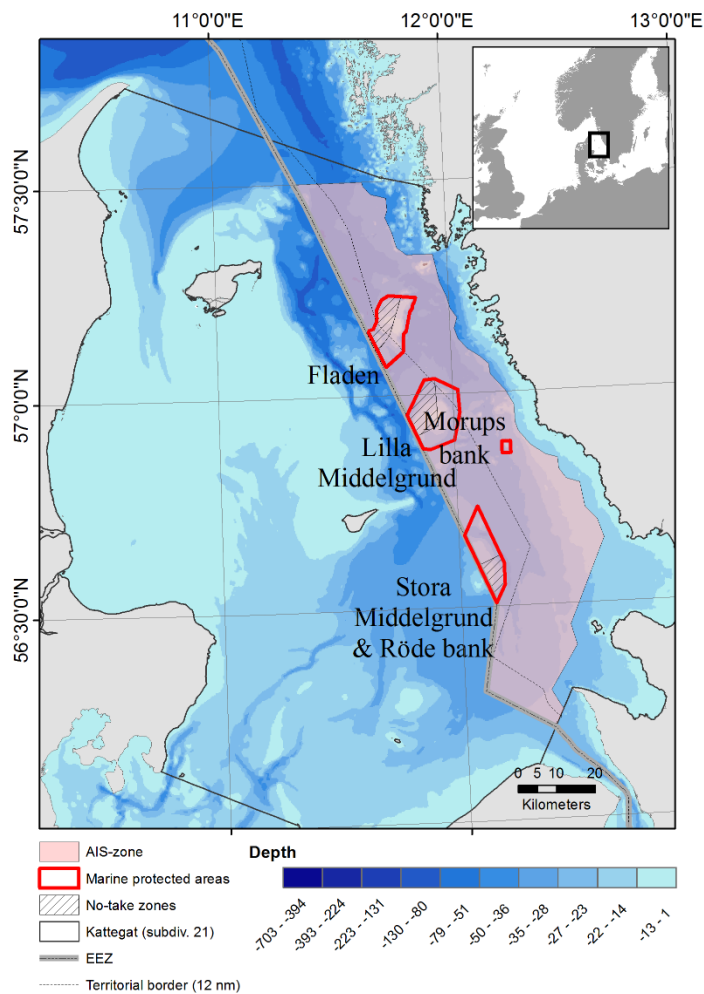 11°0'0"E
12°0'0"E
13°0'0"E
57°30'0"N
57°0'0"N
56°30'0"N
Fladen
Lilla
Middelgrund
Morups
bank
Stora
Middelgrund
& Röde bank
0 5 10 20
Kilometers
AIS-zone
Marine protected areas
No-take zones
Kattegat (subdiv. 21)
EEZ
Territorial border (12 nm)
Depth
-703 - -394
-393 - -224
-223 - -131
-130 - -80
-79 - -51
-50 - -36
-35 - -28
-27 - -23
-22 - -14
-13 - 1